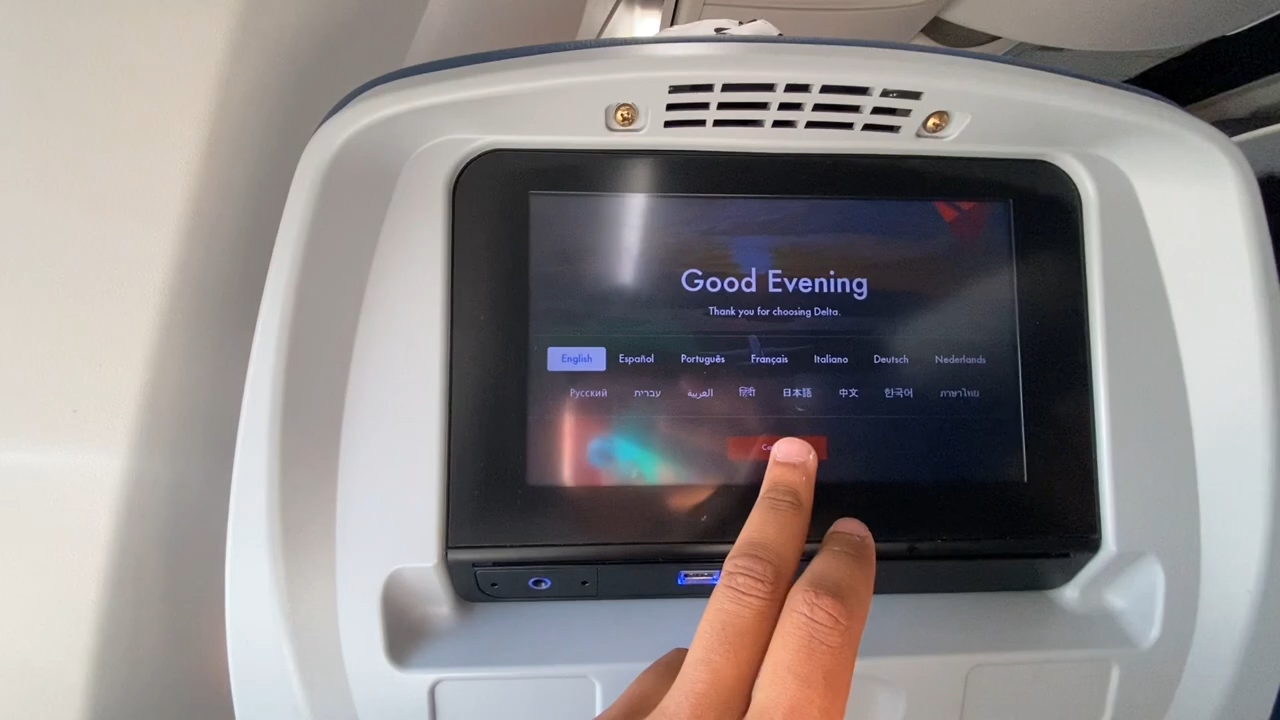 Good Evening
Thank you for choosing Delta.
English Español Português Français Italiano Deutsch Nederlands
Русский עברית العربية हिंदी 日本語 中文 한국어 ภาษาไทย